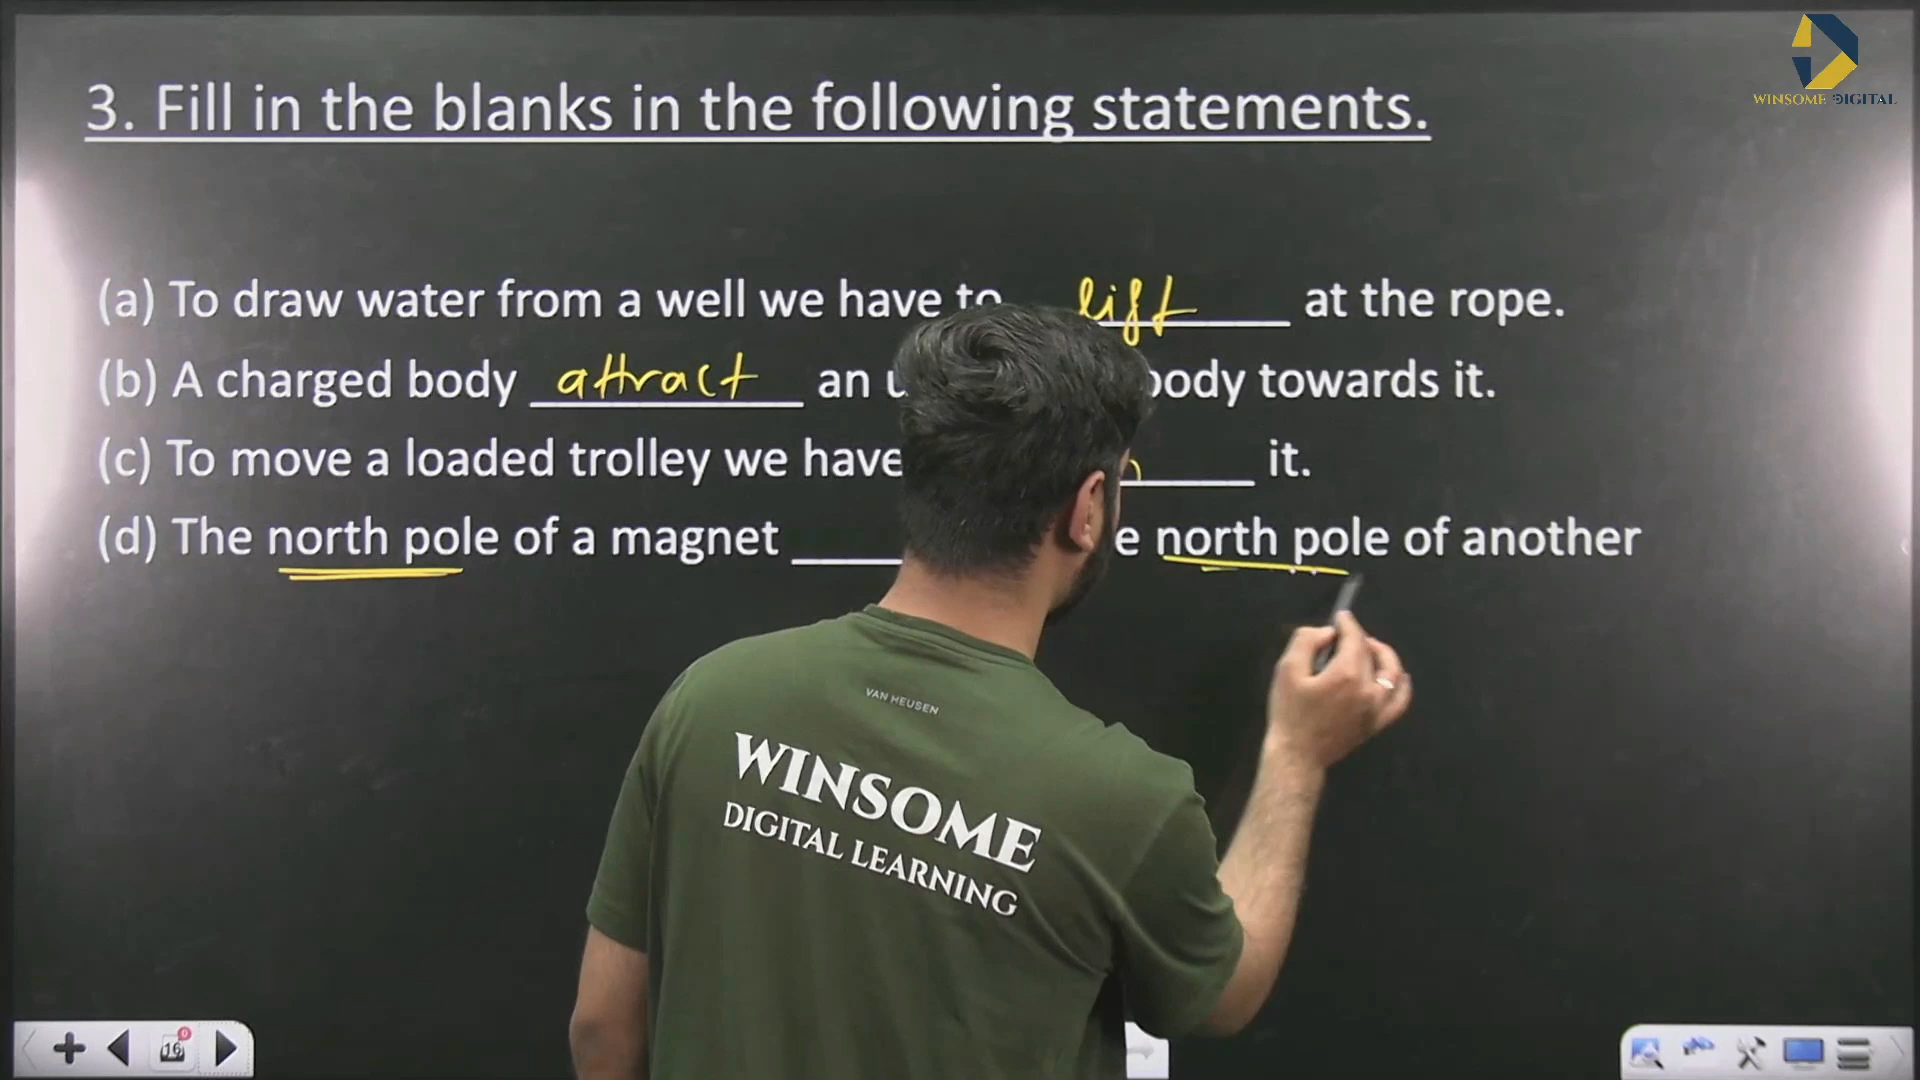 WINSOME DIGITAL
3. Fill in the blanks in the following statements.
(a) To draw water from a well we have to lift at the rope.
(b) A charged body attract an body towards it.
(c) To move a loaded trolley we have it.
(d) The north pole of a magnet north pole of another
VAN HEUSEN
WINSOME
DIGITAL LEARNING
16
0